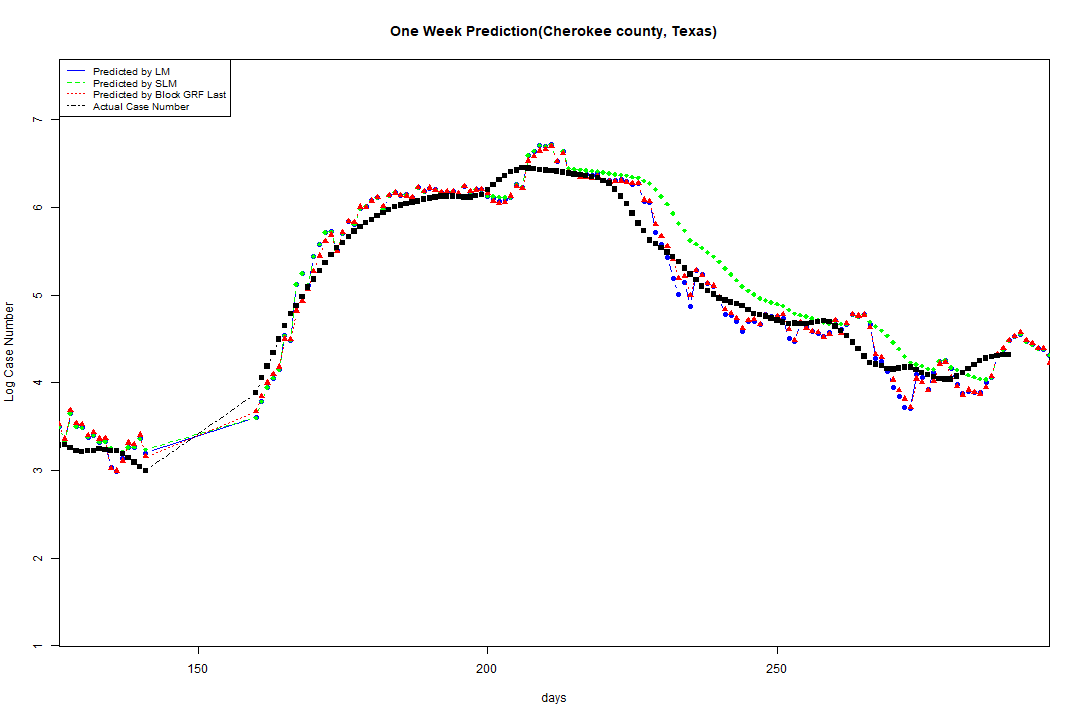 One Week Prediction(Cherokee county, Texas)
Predicted by LM
Predicted by SLM
Predicted by Block GRF Last
Actual Case Number
7
6
5
4
3
2
1
Log Case Number
150 200 250
days